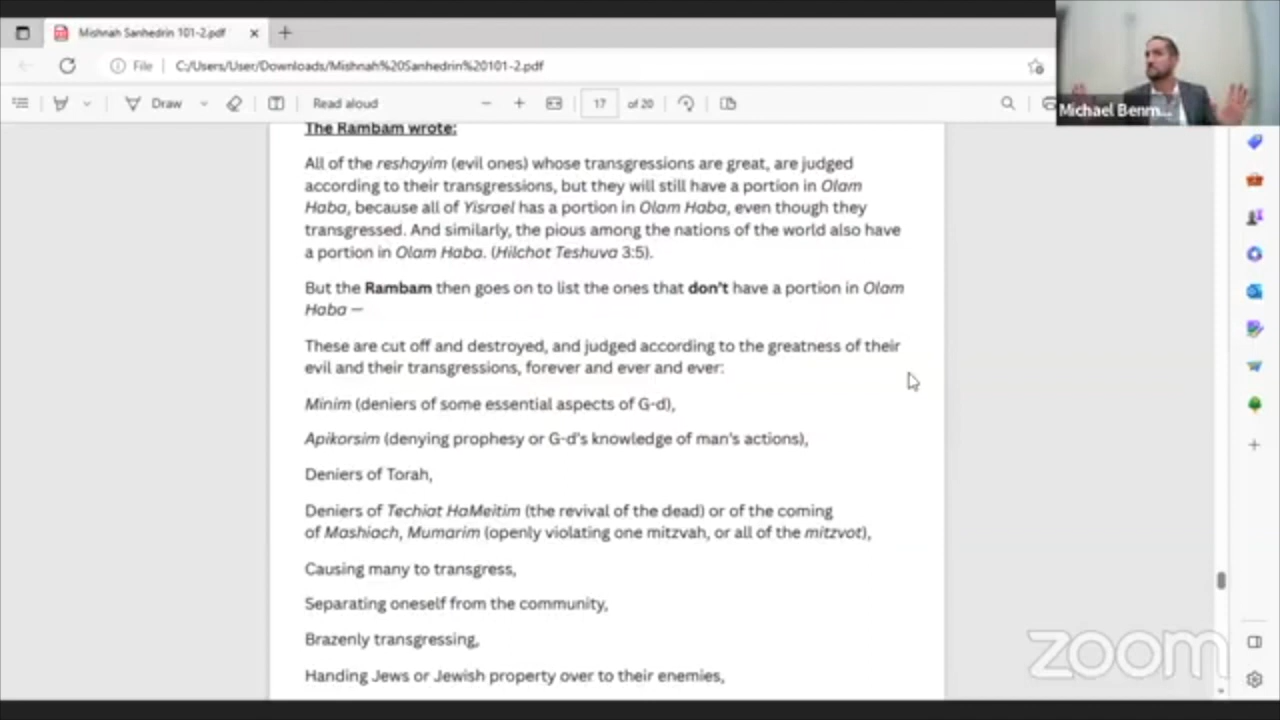 Mishnah Sanhedrin 101-2.pdf
File
C:/Users/User/Downloads/Mishnah%20Sanhedrin%20101-2.pdf
Draw
Read aloud
17
of 20
Michael Benm...
The Rambam wrote:
All of the reshayim (evil ones) whose transgressions are great, are judged
according to their transgressions, but they will still have a portion in Olam
Haba, because all of Yisrael has a portion in Olam Haba, even though they
transgressed. And similarly, the pious among the nations of the world also have
a portion in Olam Haba. (Hilchot Teshuva 3:5).
But the Rambam then goes on to list the ones that don't have a portion in Olam
Haba —
These are cut off and destroyed, and judged according to the greatness of their
evil and their transgressions, forever and ever and ever:
Minim (deniers of some essential aspects of G-d),
Apikorsim (denying prophesy or G-d's knowledge of man's actions),
Deniers of Torah,
Deniers of Techiat HaMeitim (the revival of the dead) or of the coming
of Mashiach, Mumarim (openly violating one mitzvah, or all of the mitzvot),
Causing many to transgress,
Separating oneself from the community,
Brazenly transgressing,
Handing Jews or Jewish property over to their enemies,
zoom